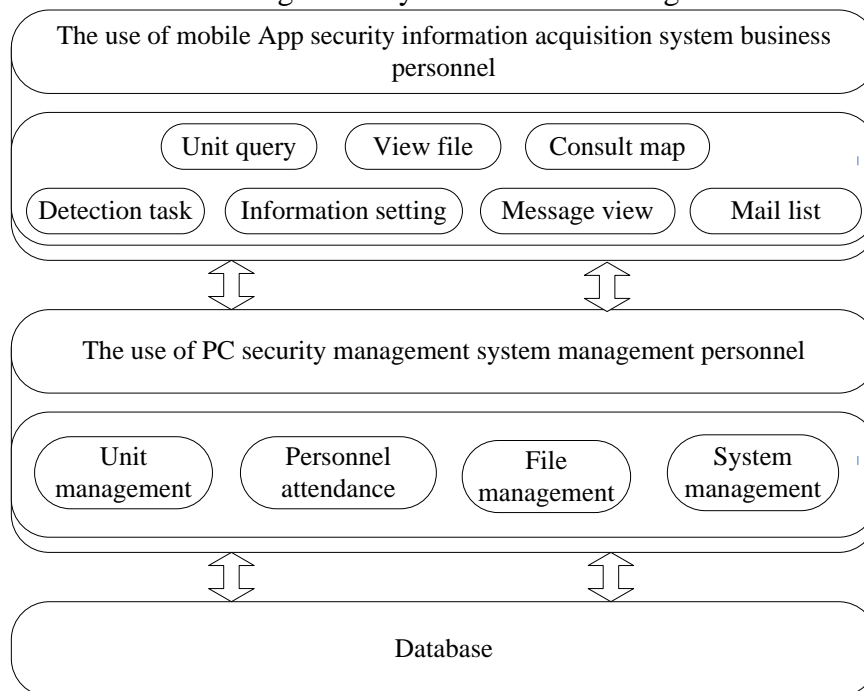 The use of mobile App security information acquisition system business
personnel
Unit query View file Consult map
Detection task Information setting Message view Mail list
The use of PC security management system management personnel
Unit
management
Personnel
attendance
File
management
System
management
Database